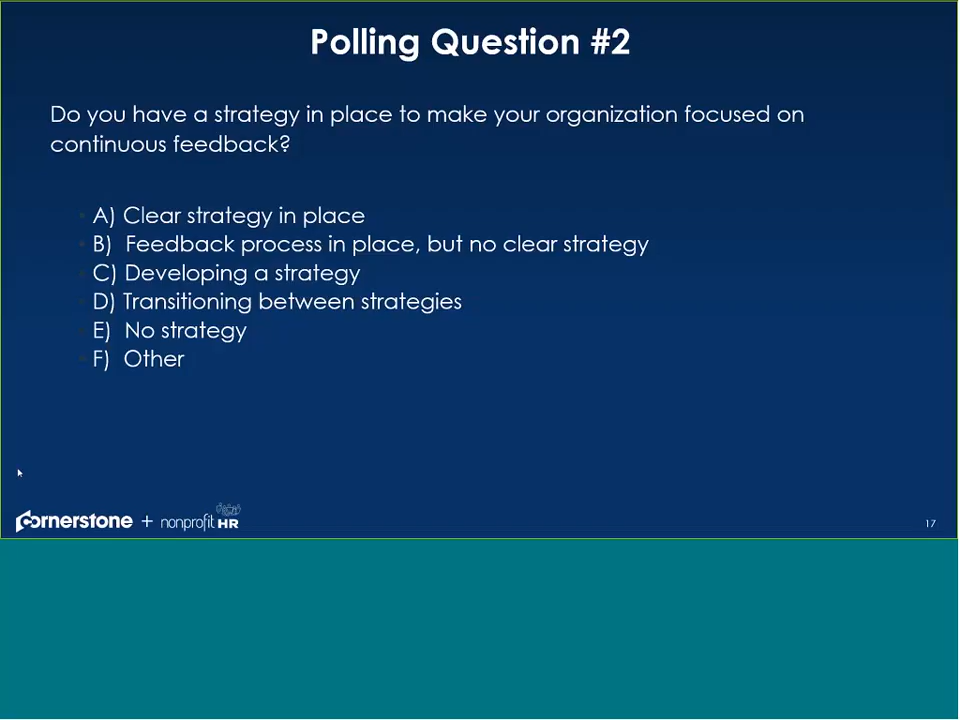 Polling Question #2
Do you have a strategy in place to make your organization focused on
continuous feedback?
A) Clear strategy in place
B) Feedback process in place, but no clear strategy
C) Developing a strategy
D) Transitioning between strategies
E) No strategy
F) Other
cornerstone + nonprofit HR
17